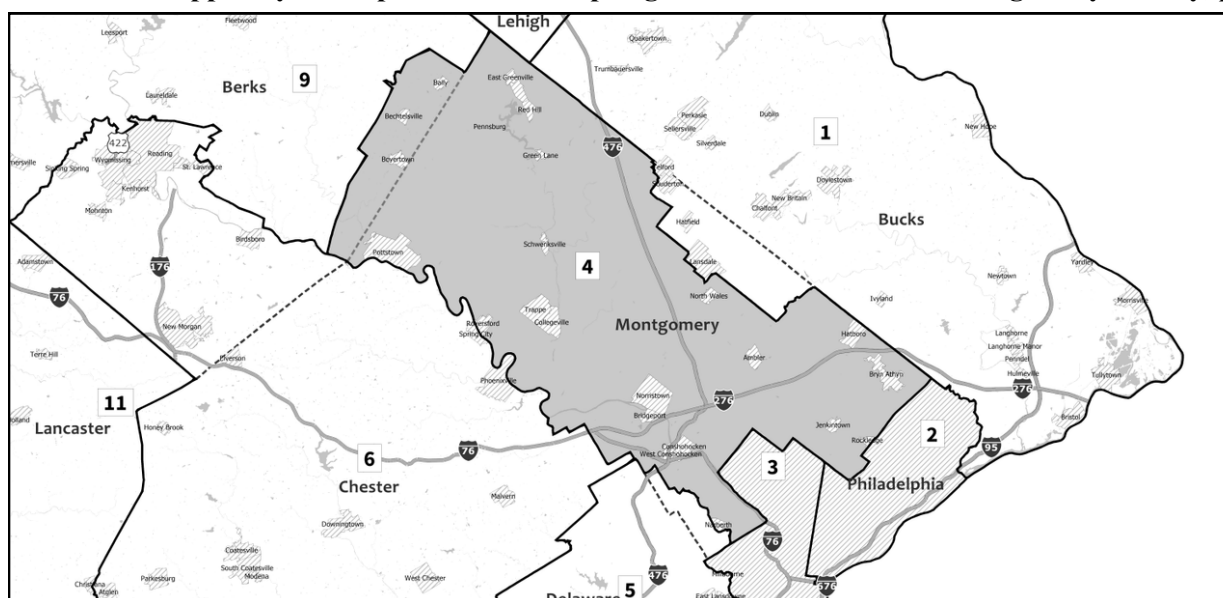 Lehigh
Fleetwood
Leesport
Quakertown
Trumbauersville
Berks
9
Bally
East Greenville
Laureldale
Bechtelsville
Red Hill
Perkasie
Dublin
422
Pennsburg
476
Sellersville
1
New Hope
Wyomissing
Reading
Silverdale
Sinking Spring
St. Lawrence
Boyertown
Green Lane
Telford
Souderton
Doylestown
Kenhorst
New Britain
Chalfont
Mohnton
Hatfield
Bucks
Birdsboro
Pottstown
Schwenksville
Adamstown
176
4
Lansdale
Newtown
Yardley
76
North Wales
Ivyland
Morrisville
New Morgan
Trappe
Collegeville
Montgomery
Royersford
Spring City
Hatboro
Langhorne
Langhorne Manor
Penndel
Terre Hill
Elverson
Ambler
Hulmeville
Tullytown
Phoenixville
Bryn Athyn
276
11
Norristown
276
Bridgeport
Bristol
Lancaster
Honey Brook
Jenkintown
Rockledge
2
6
76
Conshohocken
West Conshohocken
3
95
Chester
Philadelphia
Malvern
Downingtown
Narberth
76
Coatesville
South Coatesville
Modena
Parkesburg
West Chester
476
Christiana
Atglen
5
Millbourne
676
East Lansdowne